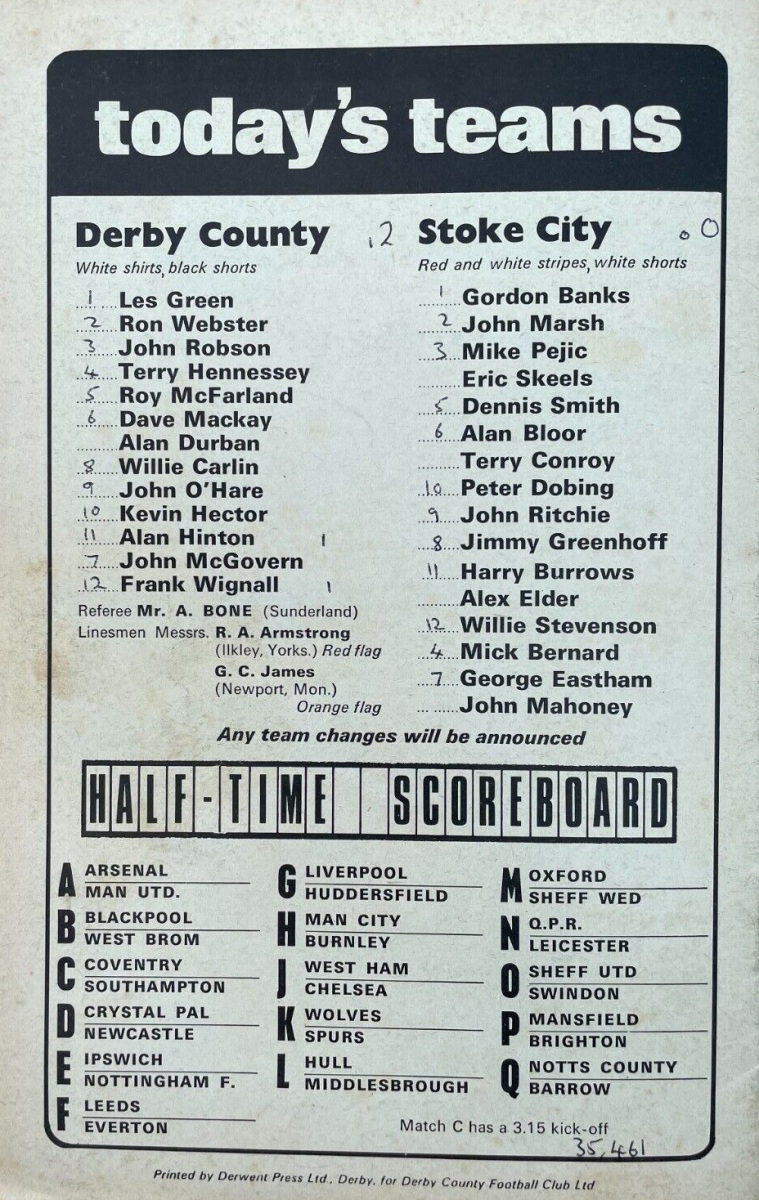 today's teams
Derby County 2
White shirts, black shorts
1 Les Green
2 Ron Webster
3 John Robson
4 Terry Hennessey
5 Roy McFarland
6 Dave Mackay
Alan Durban
8 Willie Carlin
9 John O'Hare
10 Kevin Hector
11 Alan Hinton 1
7 John McGovern
12 Frank Wignall 1
Referee Mr. A. BONE (Sunderland)
Linesmen Messrs. R. A. Armstrong
(Ilkley, Yorks.) Red flag
G. C. James
(Newport, Mon.)
Orange flag
Stoke City 0
Red and white stripes, white shorts
1 Gordon Banks
2 John Marsh
3 Mike Pejic
Eric Skeels
5 Dennis Smith
6 Alan Bloor
Terry Conroy
10 Peter Dobing
9 John Ritchie
8 Jimmy Greenhoff
11 Harry Burrows
Alex Elder
12 Willie Stevenson
4 Mick Bernard
7 George Eastham
John Mahoney
Any team changes will be announced
HALF-TIME SCOREBOARD
A ARSENAL
MAN UTD.
B BLACKPOOL
WEST BROM
C COVENTRY
SOUTHAMPTON
D CRYSTAL PAL
NEWCASTLE
E IPSWICH
NOTTINGHAM F.
F LEEDS
EVERTON
G LIVERPOOL
HUDDERSFIELD
H MAN CITY
BURNLEY
J WEST HAM
CHELSEA
K WOLVES
SPURS
L HULL
MIDDLESBROUGH
M OXFORD
SHEFF WED
N Q.P.R.
LEICESTER
O SHEFF UTD
SWINDON
P MANSFIELD
BRIGHTON
Q NOTTS COUNTY
BARROW
Match C has a 3.15 kick-off
35,461
Printed by Derwent Press Ltd., Derby, for Derby County Football Club Ltd